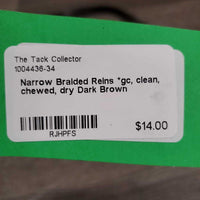 The Tack Collector
1004436-34
Narrow Braided Reins *gc, clean,
chewed, dry Dark Brown
RJHPFS
$14.00